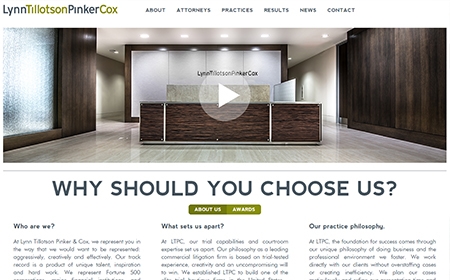 LynnTillotsonPinkerCox
ABOUT ATTORNEYS PRACTICES RESULTS NEWS CONTACT
LynnTillotsonPinkerCox
WHY SHOULD YOU CHOOSE US?
ABOUT US AWARDS
Who are we?
At Lynn Tillotson Pinker & Cox, we represent you in
the way that we would want to be represented:
aggressively, creatively and effectively. Our track
record is a product of unique talent, inspiration
and hard work. We represent Fortune 500
What sets us apart?
At LTPC, our trial capabilities and courtroom
expertise set us apart. Our philosophy as a leading
commercial litigation firm is based on trial-tested
experience, creativity and an uncompromising will
to win. We established LTPC to build one of the
Our practice philosophy.
At LTPC, the foundation for success comes through
our unique philosophy of doing business and the
professional environment we foster. We work
directly with our clients without overstaffing cases
or creating inefficiency. We plan our cases